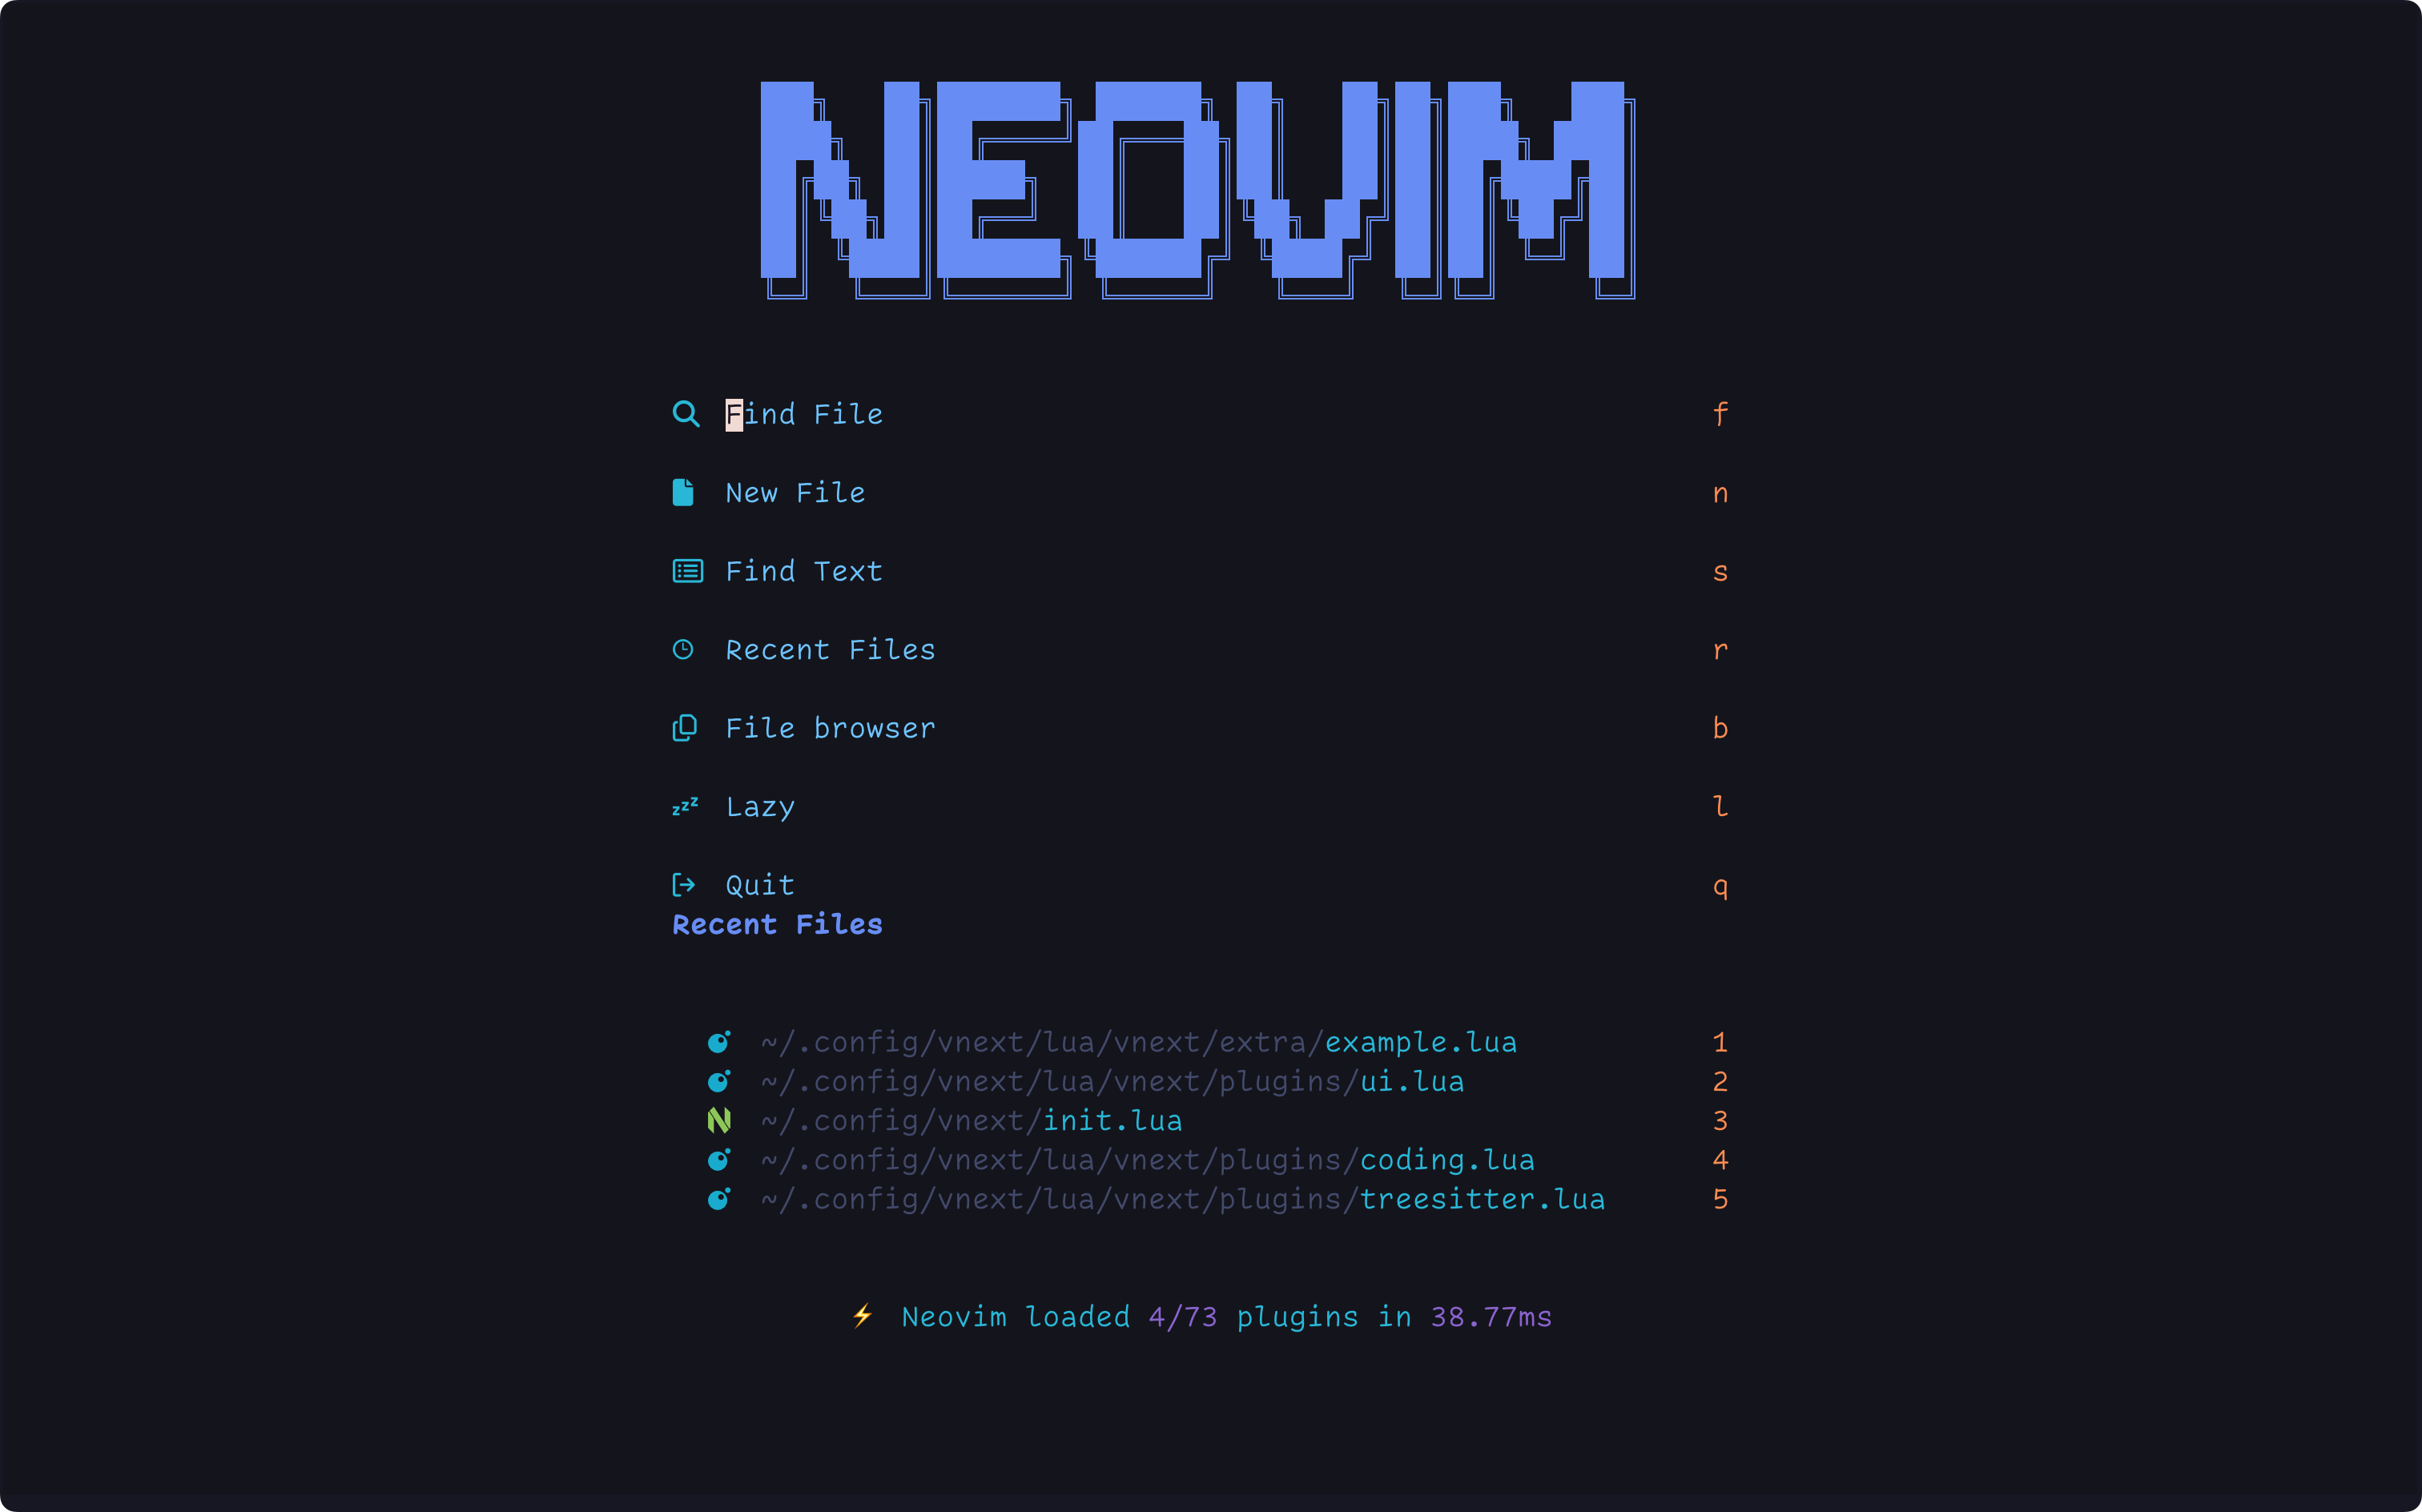 NEOVIM
Find File f
New File n
Find Text s
Recent Files r
File browser b
Lazy l
Quit q
Recent Files
~/.config/vnext/lua/vnext/extra/example.lua 1
~/.config/vnext/lua/vnext/plugins/ui.lua 2
~/.config/vnext/init.lua 3
~/.config/vnext/lua/vnext/plugins/coding.lua 4
~/.config/vnext/lua/vnext/plugins/treesitter.lua 5
⚡ Neovim loaded 4/73 plugins in 38.77ms